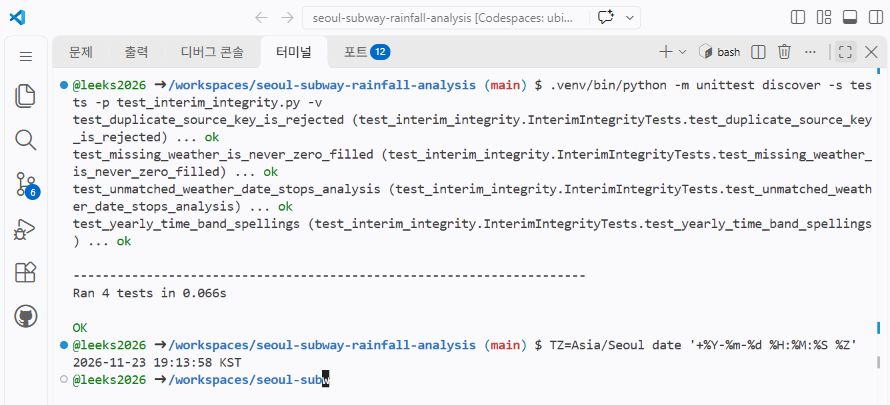 seoul-subway-rainfall-analysis [Codespaces: ubi...
문제 출력 디버그 콘솔 터미널 포트 12
bash
@leeks2026 ➜/workspaces/seoul-subway-rainfall-analysis (main) $ .venv/bin/python -m unittest discover -s tes
ts -p test_interim_integrity.py -v
test_duplicate_source_key_is_rejected (test_interim_integrity.InterimIntegrityTests.test_duplicate_source_key
_is_rejected) ... ok
test_missing_weather_is_never_zero_filled (test_interim_integrity.InterimIntegrityTests.test_missing_weather_
is_never_zero_filled) ... ok
test_unmatched_weather_date_stops_analysis (test_interim_integrity.InterimIntegrityTests.test_unmatched_weath
er_date_stops_analysis) ... ok
test_yearly_time_band_spellings (test_interim_integrity.InterimIntegrityTests.test_yearly_time_band_spellings
) ... ok
6
----------------------------------------------------------------------
Ran 4 tests in 0.066s
OK
@leeks2026 ➜/workspaces/seoul-subway-rainfall-analysis (main) $ TZ=Asia/Seoul date '+%Y-%m-%d %H:%M:%S %Z'
2026-11-23 19:13:58 KST
@leeks2026 ➜/workspaces/seoul-subw